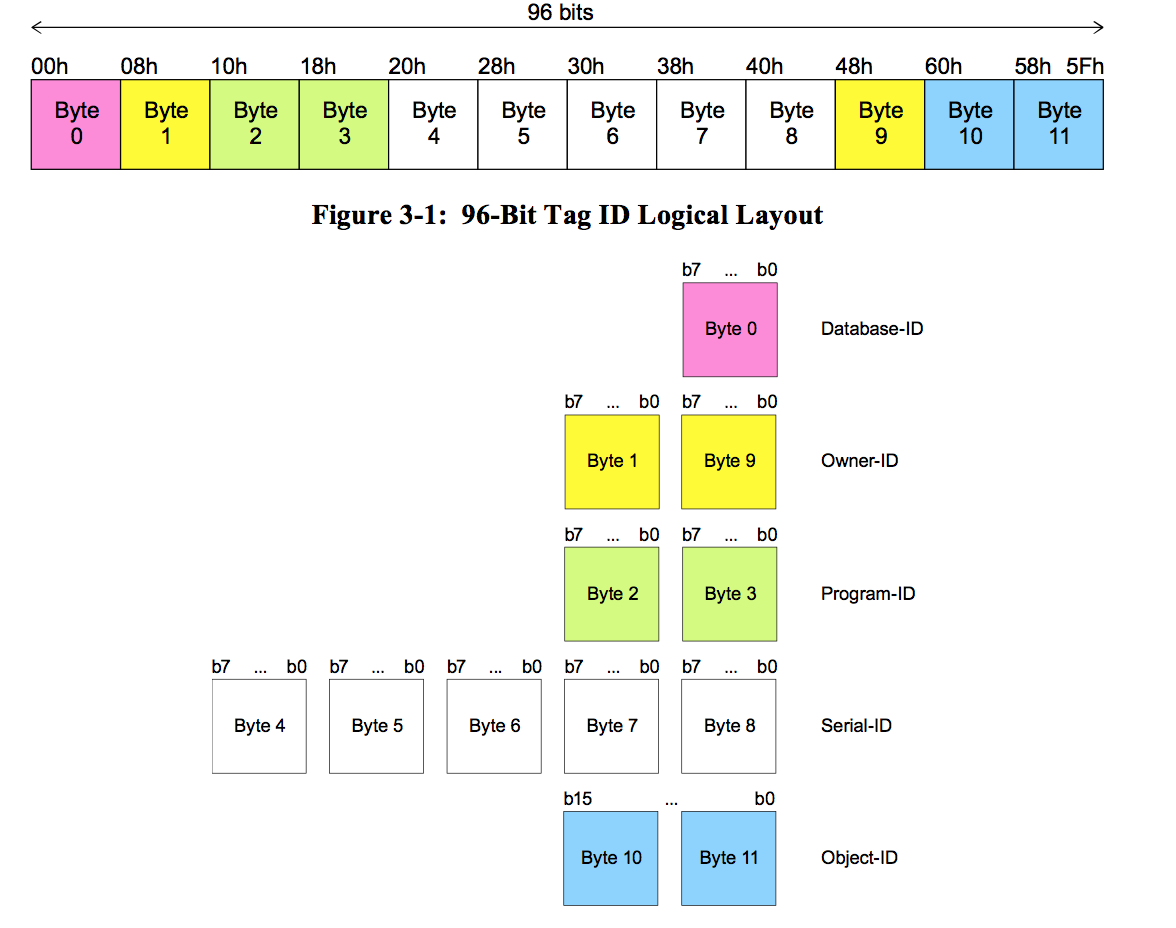 96 bits
00h 08h 10h 18h 20h 28h 30h 38h 40h 48h 60h 58h 5Fh
Byte Byte Byte Byte Byte Byte Byte Byte Byte Byte Byte Byte
0 1 2 3 4 5 6 7 8 9 10 11
Figure 3-1: 96-Bit Tag ID Logical Layout
b7 ... b0
Byte 0 Database-ID
b7 ... b0 b7 ... b0
Byte 1 Byte 9 Owner-ID
b7 ... b0 b7 ... b0
Byte 2 Byte 3 Program-ID
b7 ... b0 b7 ... b0 b7 ... b0 b7 ... b0 b7 ... b0
Byte 4 Byte 5 Byte 6 Byte 7 Byte 8 Serial-ID
b15 ... b0
Byte 10 Byte 11 Object-ID